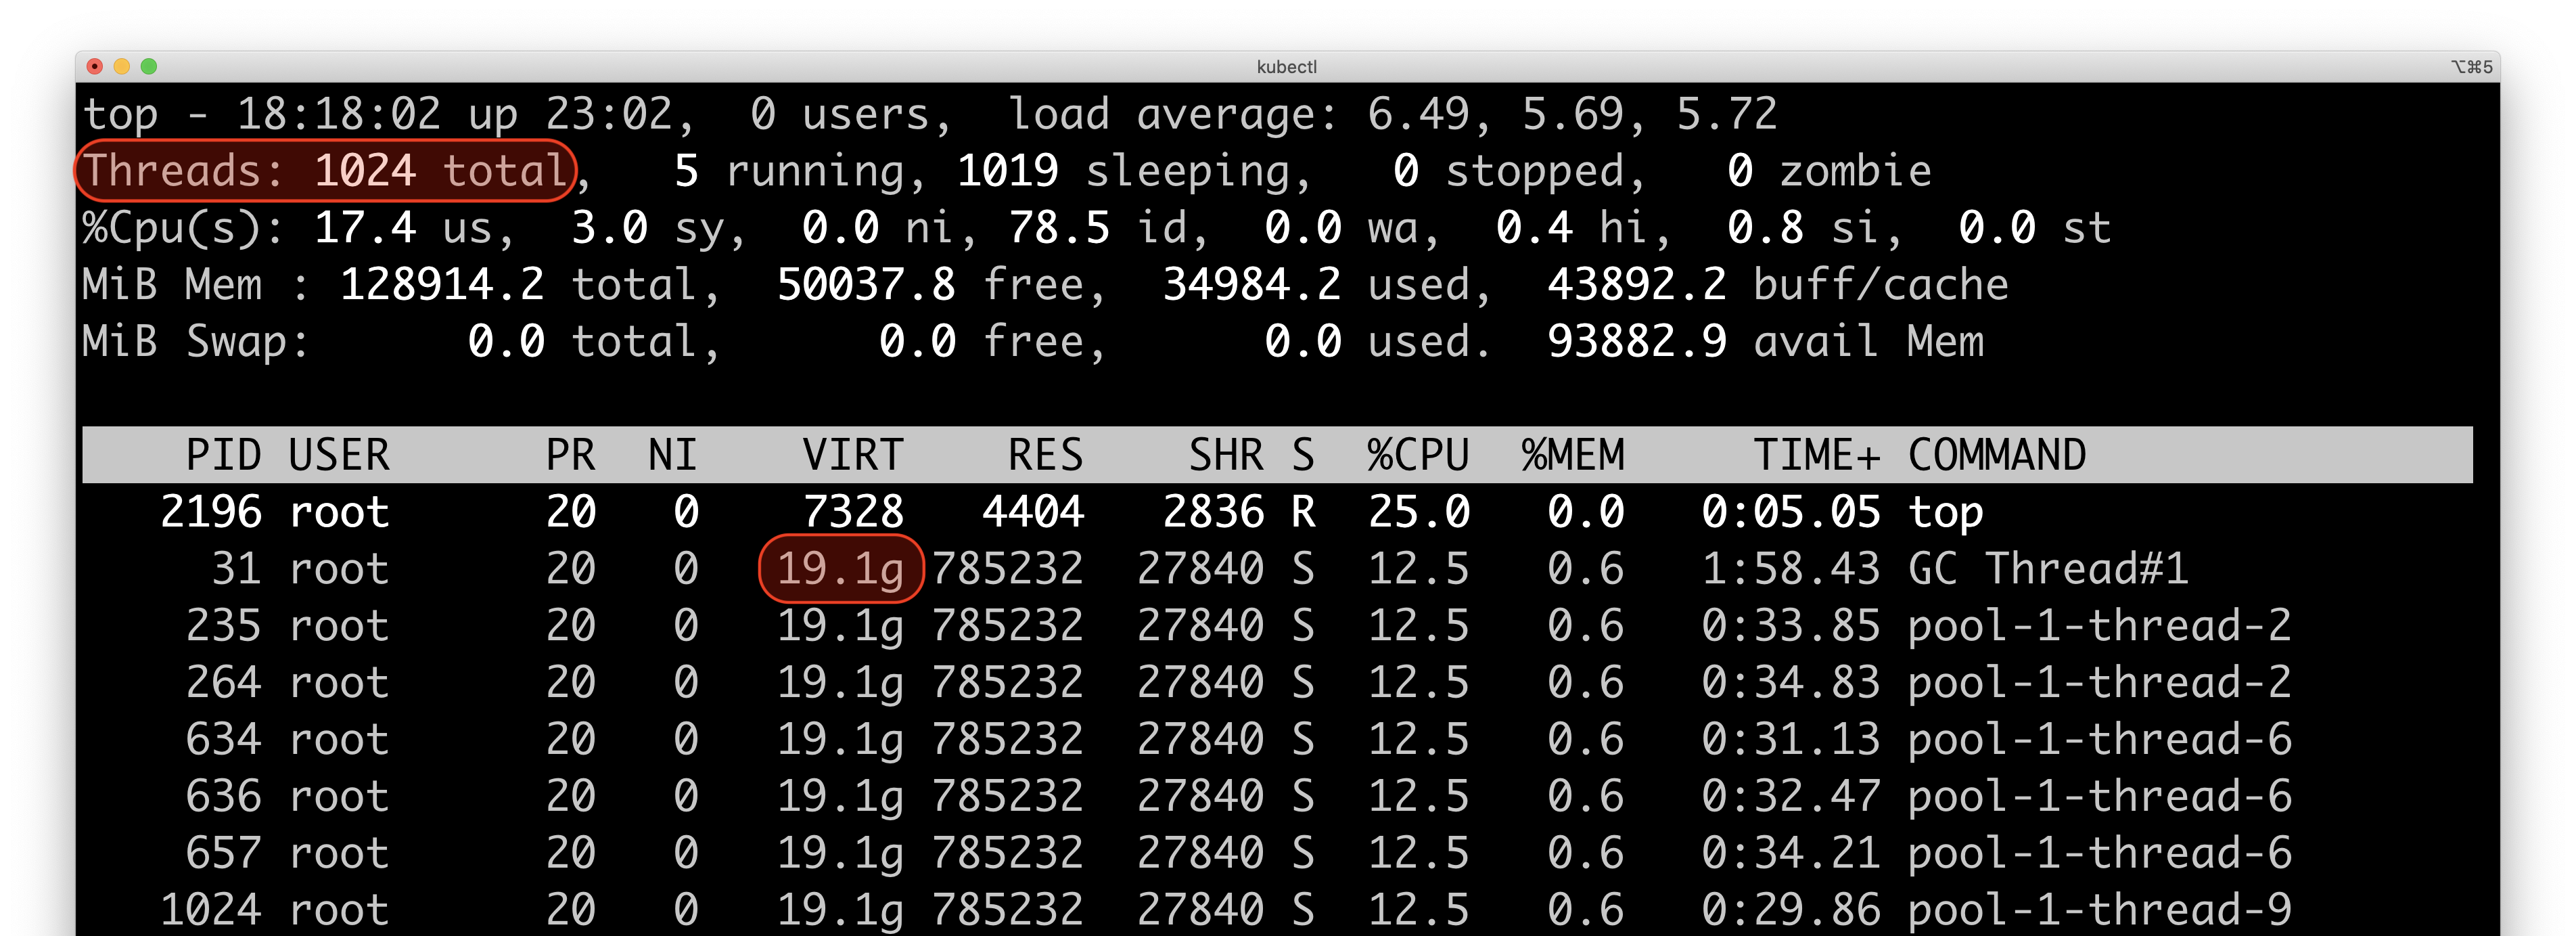 kubectl ⌥⌘5
top - 18:18:02 up 23:02,  0 users,  load average: 6.49, 5.69, 5.72
Threads: 1024 total,   5 running, 1019 sleeping,   0 stopped,   0 zombie
%Cpu(s): 17.4 us,  3.0 sy,  0.0 ni, 78.5 id,  0.0 wa,  0.4 hi,  0.8 si,  0.0 st
MiB Mem : 128914.2 total,  50037.8 free,  34984.2 used,  43892.2 buff/cache
MiB Swap:      0.0 total,      0.0 free,      0.0 used.  93882.9 avail Mem
PID USER      PR  NI    VIRT    RES    SHR S  %CPU  %MEM     TIME+ COMMAND
2196 root      20   0    7328   4404   2836 R  25.0   0.0   0:05.05 top
31 root      20   0   19.1g 785232  27840 S  12.5   0.6   1:58.43 GC Thread#1
235 root      20   0   19.1g 785232  27840 S  12.5   0.6   0:33.85 pool-1-thread-2
264 root      20   0   19.1g 785232  27840 S  12.5   0.6   0:34.83 pool-1-thread-2
634 root      20   0   19.1g 785232  27840 S  12.5   0.6   0:31.13 pool-1-thread-6
636 root      20   0   19.1g 785232  27840 S  12.5   0.6   0:32.47 pool-1-thread-6
657 root      20   0   19.1g 785232  27840 S  12.5   0.6   0:34.21 pool-1-thread-6
1024 root      20   0   19.1g 785232  27840 S  12.5   0.6   0:29.86 pool-1-thread-9